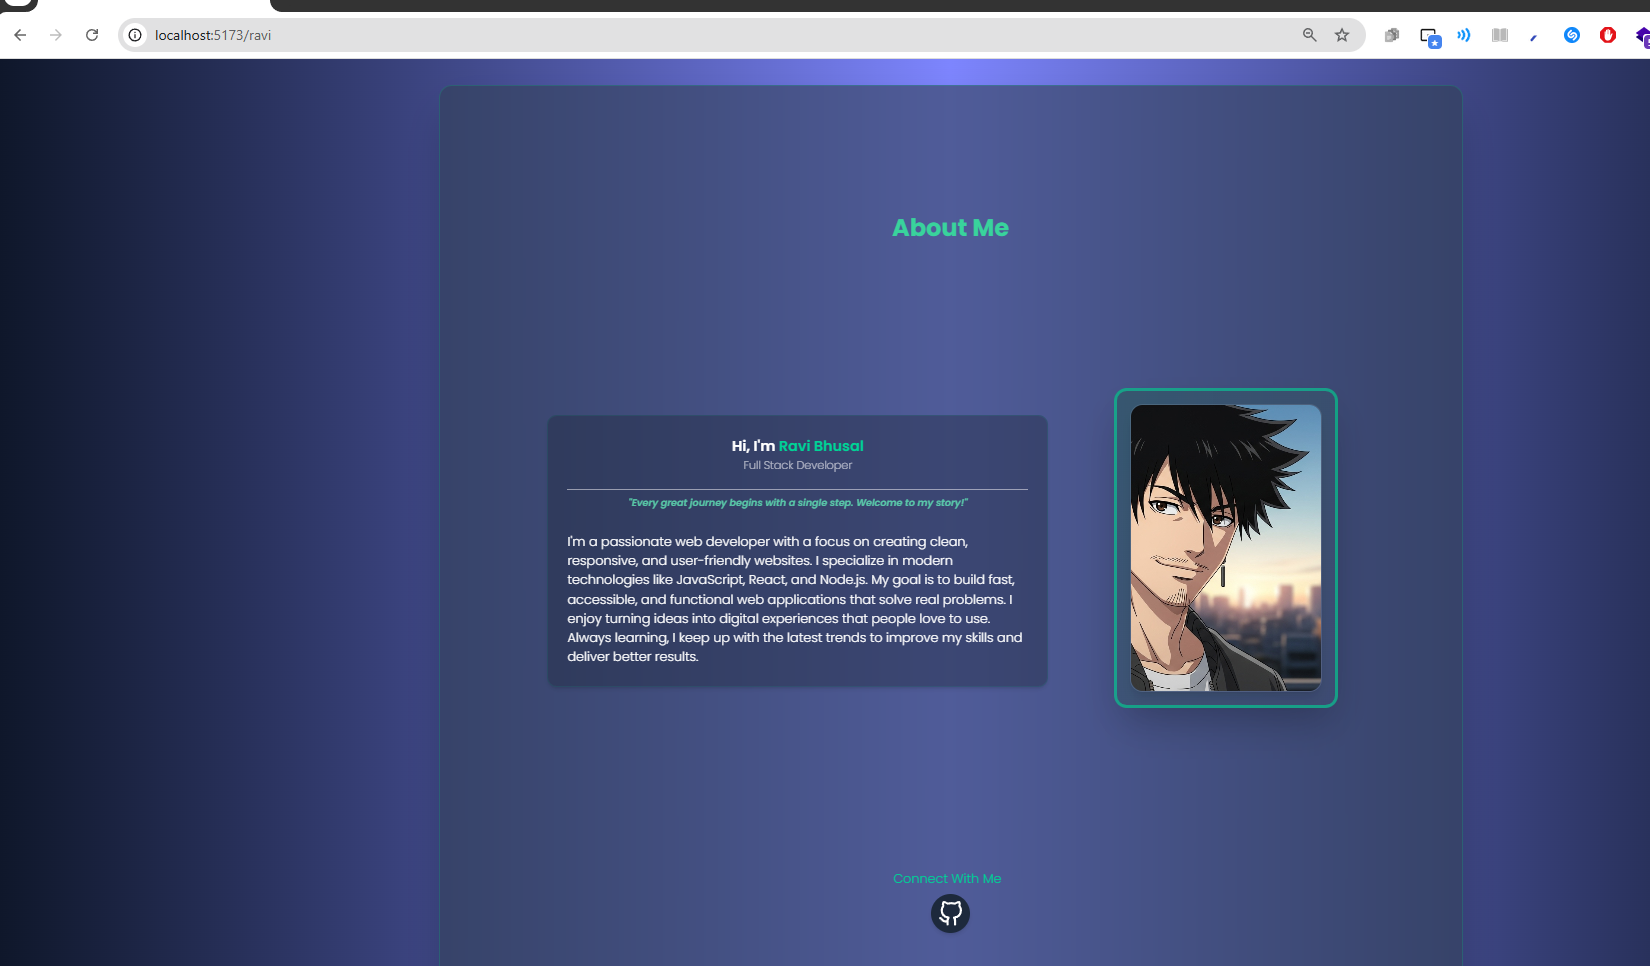 localhost:5173/ravi
About Me
Hi, I'm Ravi Bhusal
Full Stack Developer
"Every great journey begins with a single step. Welcome to my story!"
I'm a passionate web developer with a focus on creating clean,
responsive, and user-friendly websites. I specialize in modern
technologies like JavaScript, React, and Node.js. My goal is to build fast,
accessible, and functional web applications that solve real problems. I
enjoy turning ideas into digital experiences that people love to use.
Always learning, I keep up with the latest trends to improve my skills and
deliver better results.
Connect With Me